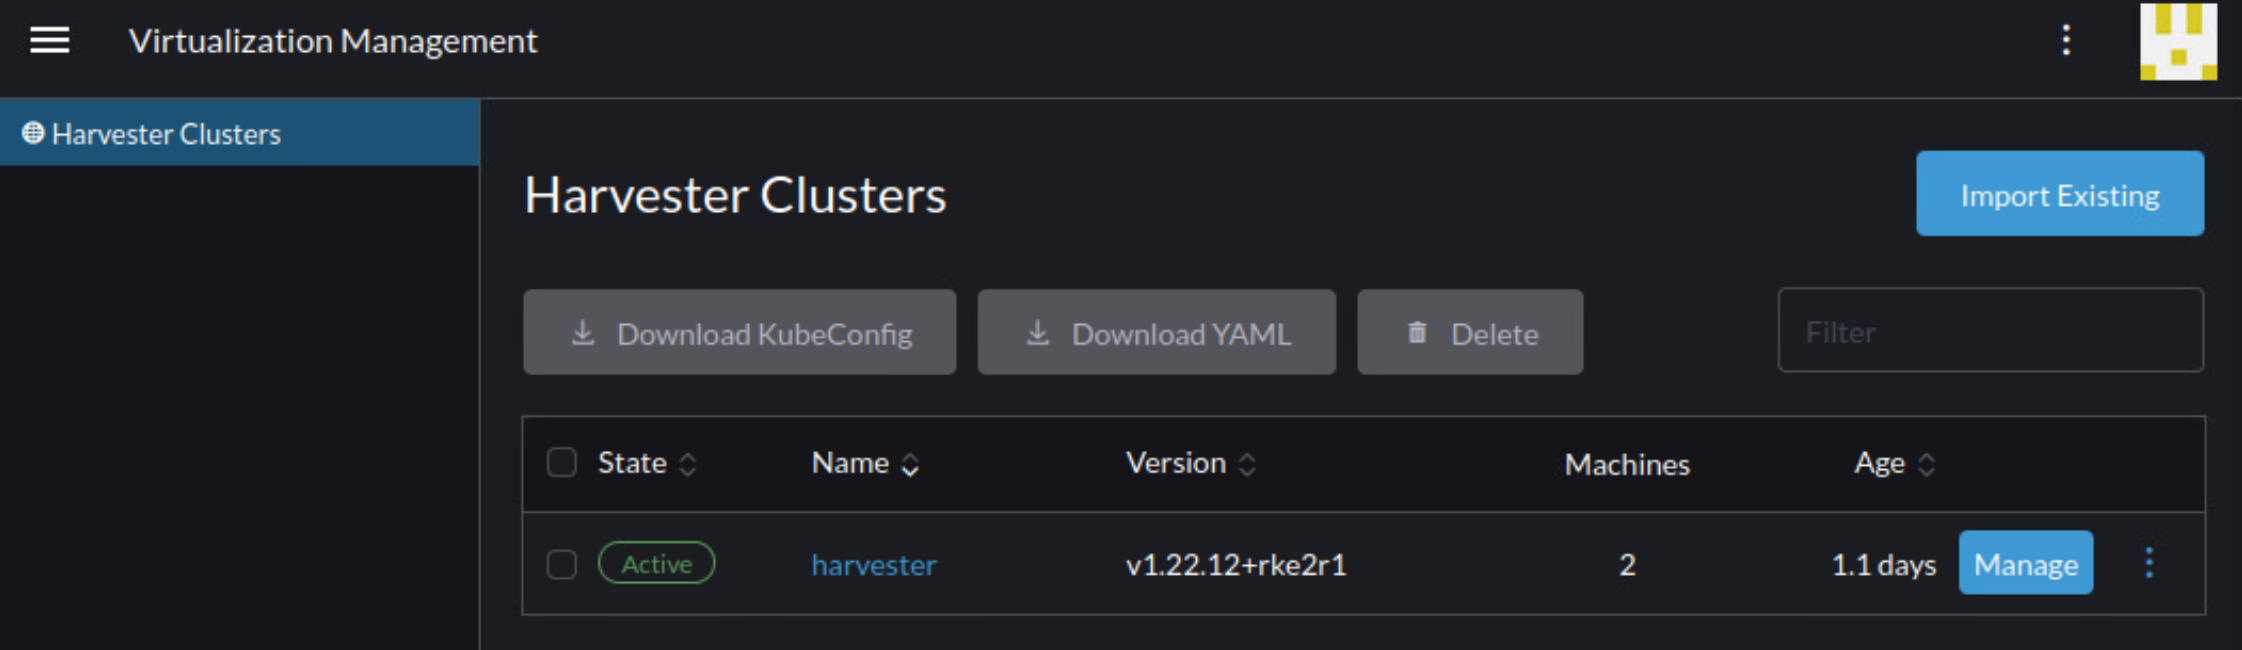 Virtualization Management
Harvester Clusters
Harvester Clusters
Import Existing
Download KubeConfig Download YAML Delete Filter
State Name Version Machines Age
Active harvester v1.22.12+rke2r1 2 1.1 days Manage